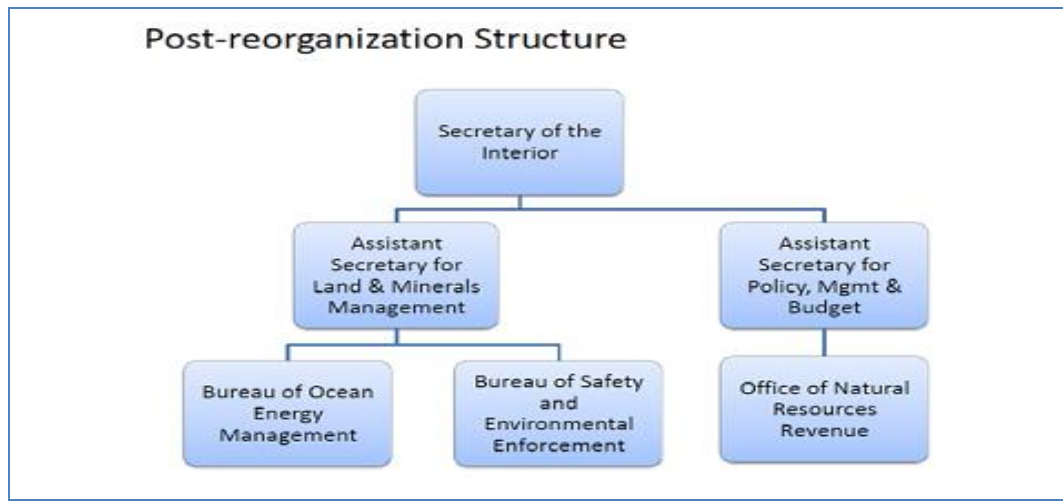 Post-reorganization Structure
Secretary of the
Interior
Assistant
Secretary for
Land & Minerals
Management
Assistant
Secretary for
Policy, Mgmt &
Budget
Bureau of Ocean
Energy
Management
Bureau of Safety
and
Environmental
Enforcement
Office of Natural
Resources
Revenue